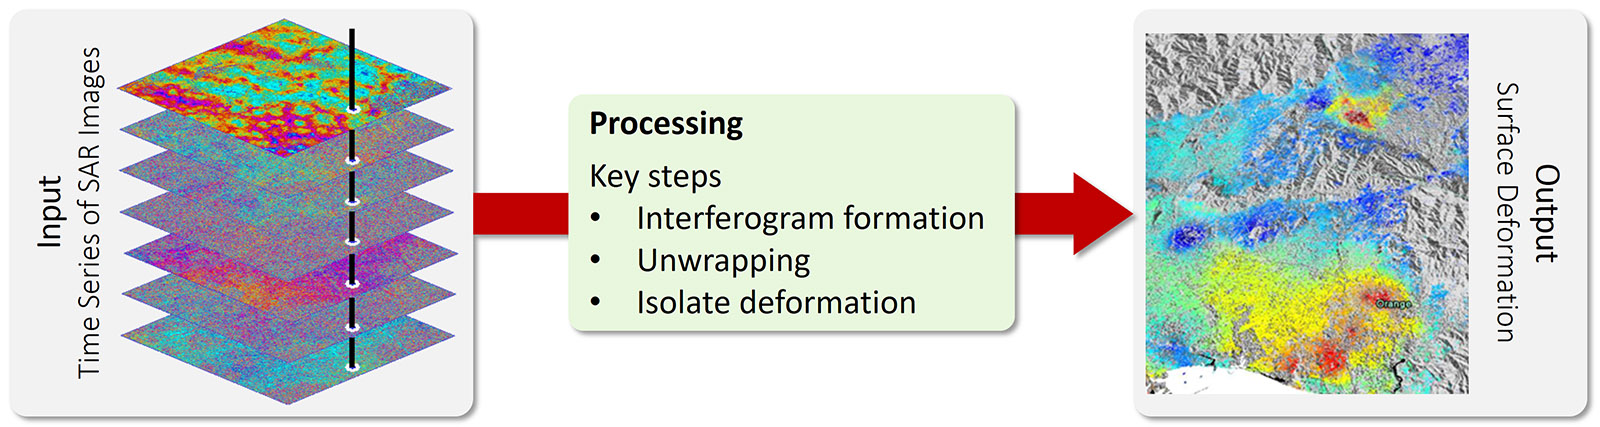 Input
Time Series of SAR Images
Processing
Key steps
• Interferogram formation
• Unwrapping
• Isolate deformation
Orange
Output
Surface Deformation